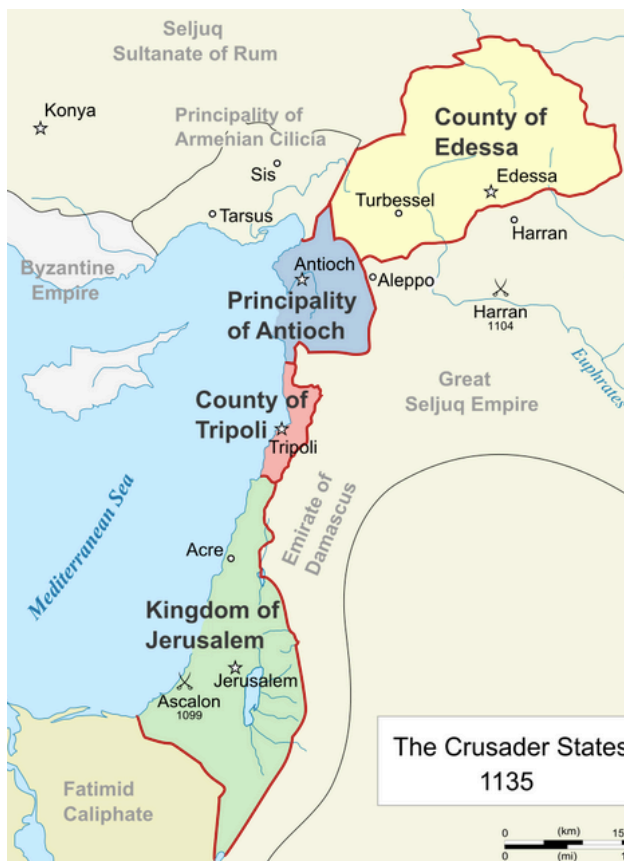 Seljuq
Sultanate of Rum
Konya
Principality of
Armenian Cilicia
Sis
Tarsus
County of
Edessa
Edessa
Turbessel
Harran
Byzantine
Empire
Antioch
Aleppo
Principality
of Antioch
Harran
1104
Euphrates
Great
Seljuq Empire
County of
Tripoli
Tripoli
Emirate of
Damascus
Mediterranean Sea
Acre
Kingdom of
Jerusalem
Jerusalem
Ascalon
1099
Fatimid
Caliphate
The Crusader States
1135
0 (km) 15
0 (mi) 1